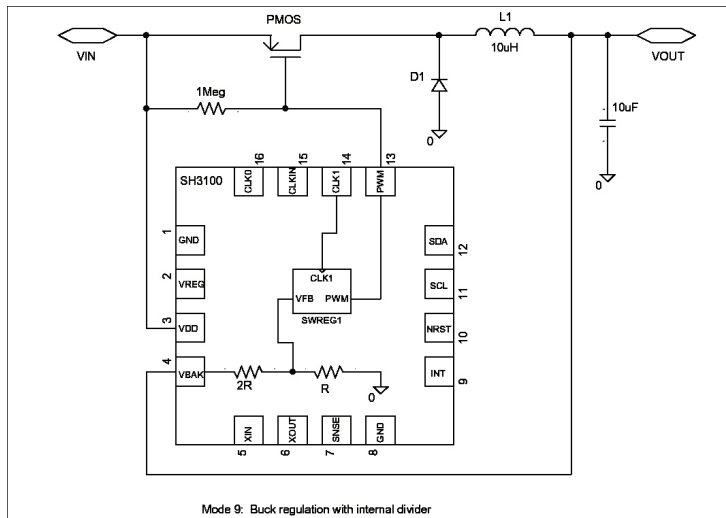 PMOS
L1
VIN
10uH
VOUT
D1
1Meg
10uF
0
0
SH3100
16
15
14
13
CLK0
CLKIN
CLK1
PWM
1
GND
SDA
12
CLK1
2
VREG
VFB
PWM
SCL
11
SWREG1
3
VDD
NRST
10
4
VBAK
2R
R
0
INT
9
XIN
XOUT
SNSE
GND
5
6
7
8
Mode 9: Buck regulation with internal divider